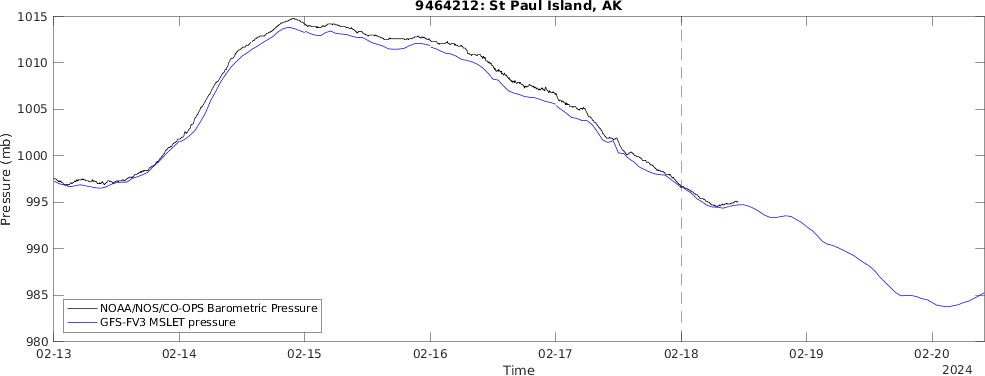 9464212: St Paul Island, AK
1015
1010
1005
1000
995
990
985
980
Pressure (mb)
NOAA/NOS/CO-OPS Barometric Pressure
GFS-FV3 MSLET pressure
02-13 02-14 02-15 02-16 02-17 02-18 02-19 02-20
Time
2024